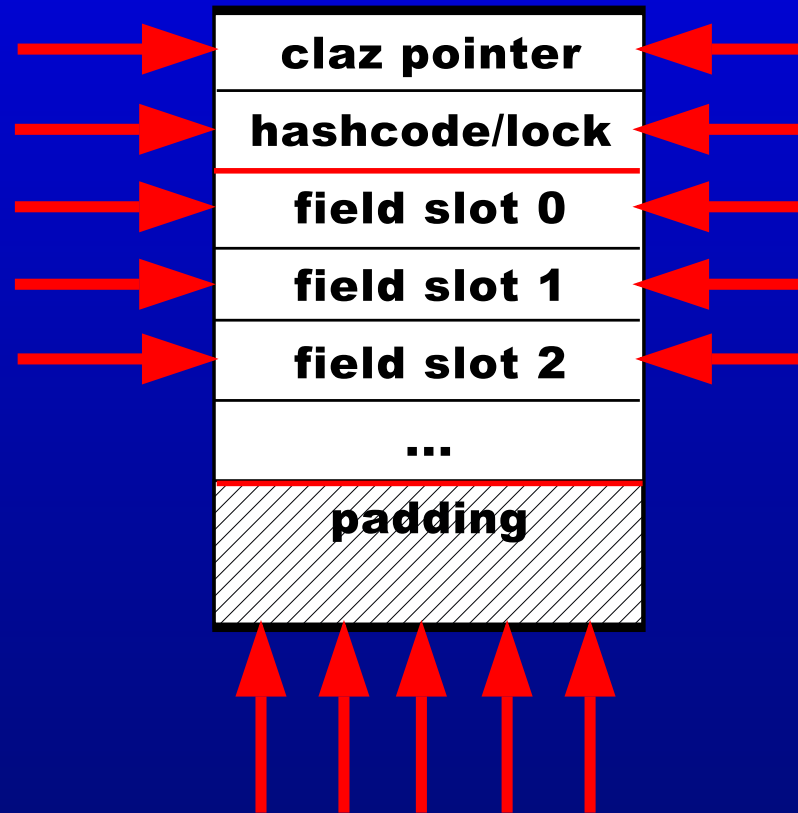 claz pointer
hashcode/lock
field slot 0
field slot 1
field slot 2
...
padding